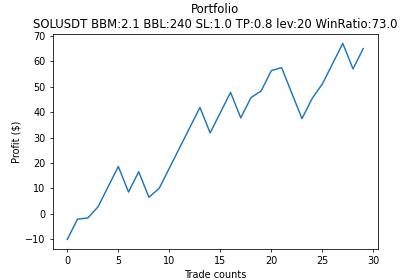 Portfolio
SOLUSDT BBM:2.1 BBL:240 SL:1.0 TP:0.8 lev:20 WinRatio:73.0
70
60
50
40
30
20
10
0
−10
Profit ($)
0 5 10 15 20 25 30
Trade counts